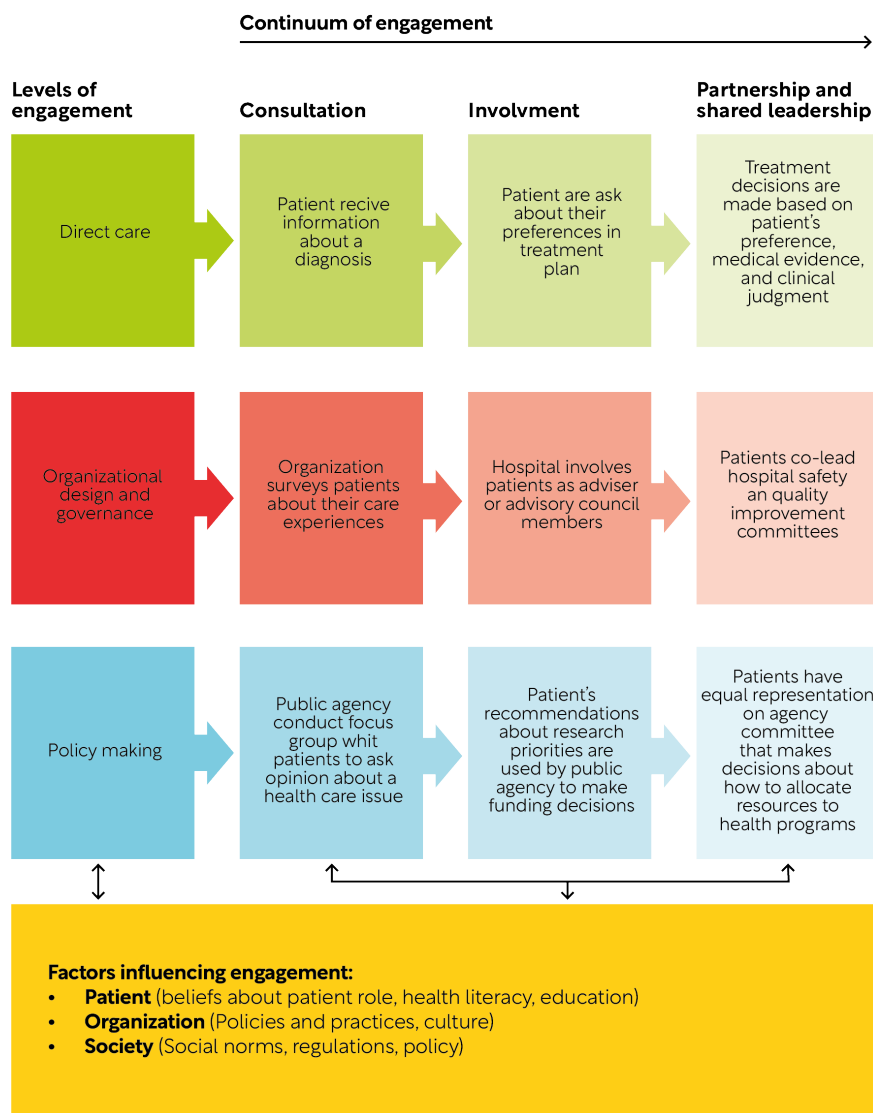 Continuum of engagement
Levels of
engagement
Consultation
Involvment
Partnership and
shared leadership
Direct care
Patient recive
information
about a
diagnosis
Patient are ask
about their
preferences in
treatment
plan
Treatment
decisions are
made based on
patient’s
preference,
medical evidence,
and clinical
judgment
Organizational
design and
governance
Organization
surveys patients
about their care
experiences
Hospital involves
patients as adviser
or advisory council
members
Patients co-lead
hospital safety
an quality
improvement
committees
Policy making
Public agency
conduct focus
group whit
patients to ask
opinion about a
health care issue
Patient’s
recommendations
about research
priorities are
used by public
agency to make
funding decisions
Patients have
equal representation
on agency
committee
that makes
decisions about
how to allocate
resources to
health programs
Factors influencing engagement:
• Patient (beliefs about patient role, health literacy, education)
• Organization (Policies and practices, culture)
• Society (Social norms, regulations, policy)